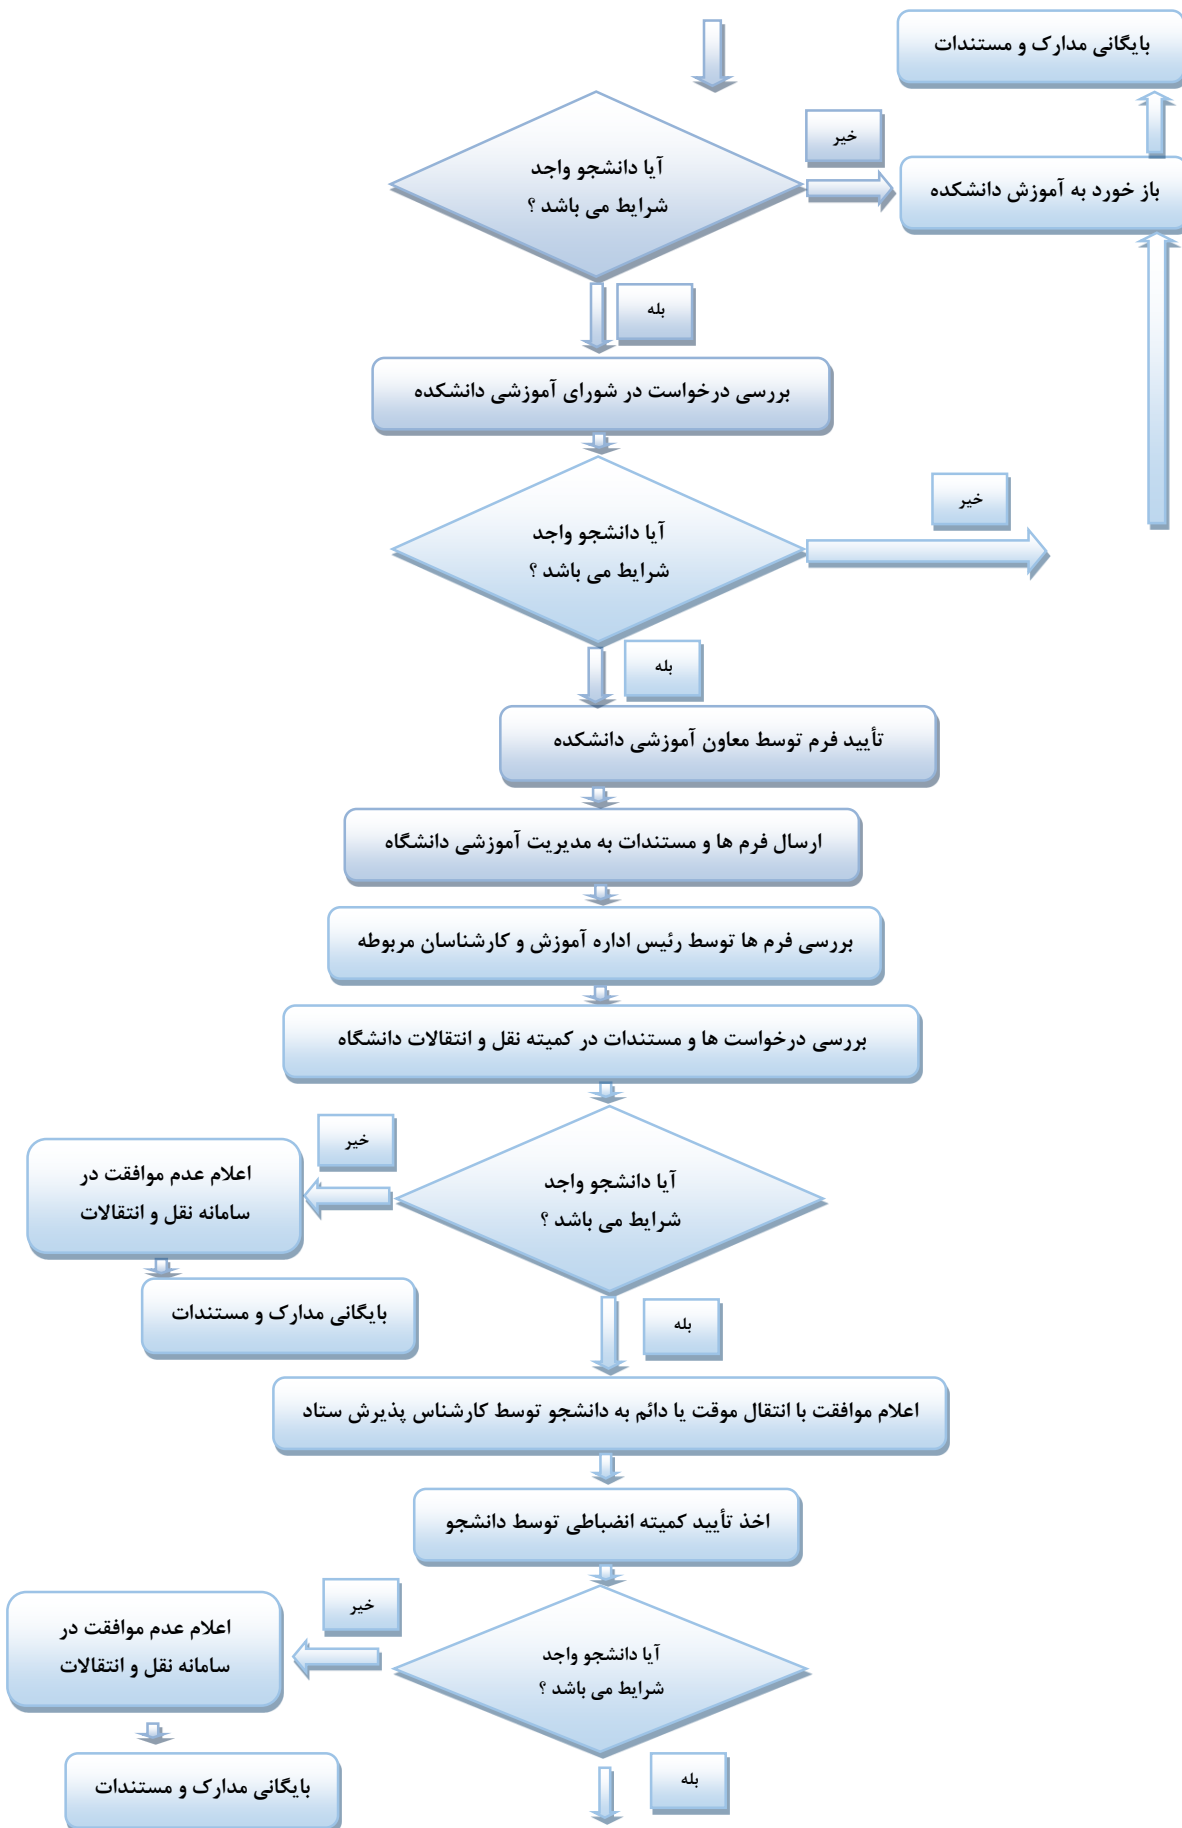 بایگانی مدارک و مستندات
خیر
آیا دانشجو واجد
شرایط می باشد ؟
باز خورد به آموزش دانشکده
بله
بررسی درخواست در شورای آموزشی دانشکده
خیر
آیا دانشجو واجد
شرایط می باشد ؟
بله
تأیید فرم توسط معاون آموزشی دانشکده
ارسال فرم ها و مستندات به مدیریت آموزشی دانشگاه
بررسی فرم ها توسط رئیس اداره آموزش و کارشناسان مربوطه
بررسی درخواست ها و مستندات در کمیته نقل و انتقالات دانشگاه
خیر
آیا دانشجو واجد
شرایط می باشد ؟
اعلام عدم موافقت در
سامانه نقل و انتقالات
بایگانی مدارک و مستندات
بله
اعلام موافقت با انتقال موقت یا دائم به دانشجو توسط کارشناس پذیرش ستاد
اخذ تأیید کمیته انضباطی توسط دانشجو
خیر
آیا دانشجو واجد
شرایط می باشد ؟
اعلام عدم موافقت در
سامانه نقل و انتقالات
بله
بایگانی مدارک و مستندات